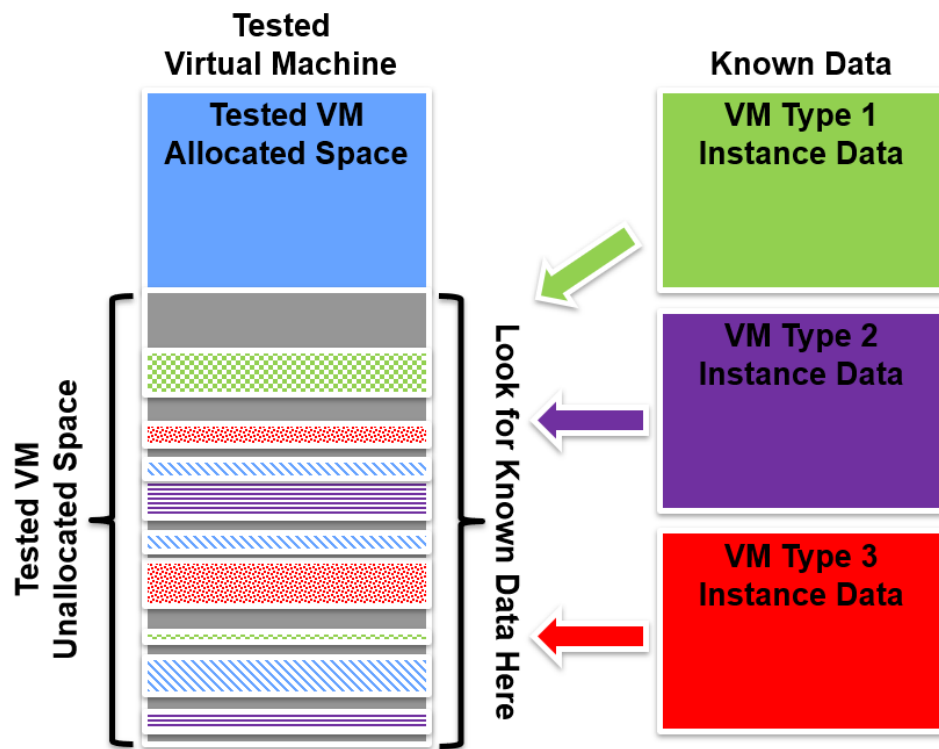 Tested
Virtual Machine
Known Data
Tested VM
Allocated Space
VM Type 1
Instance Data
VM Type 2
Instance Data
VM Type 3
Instance Data
Look for Known Data Here
Tested VM
Unallocated Space